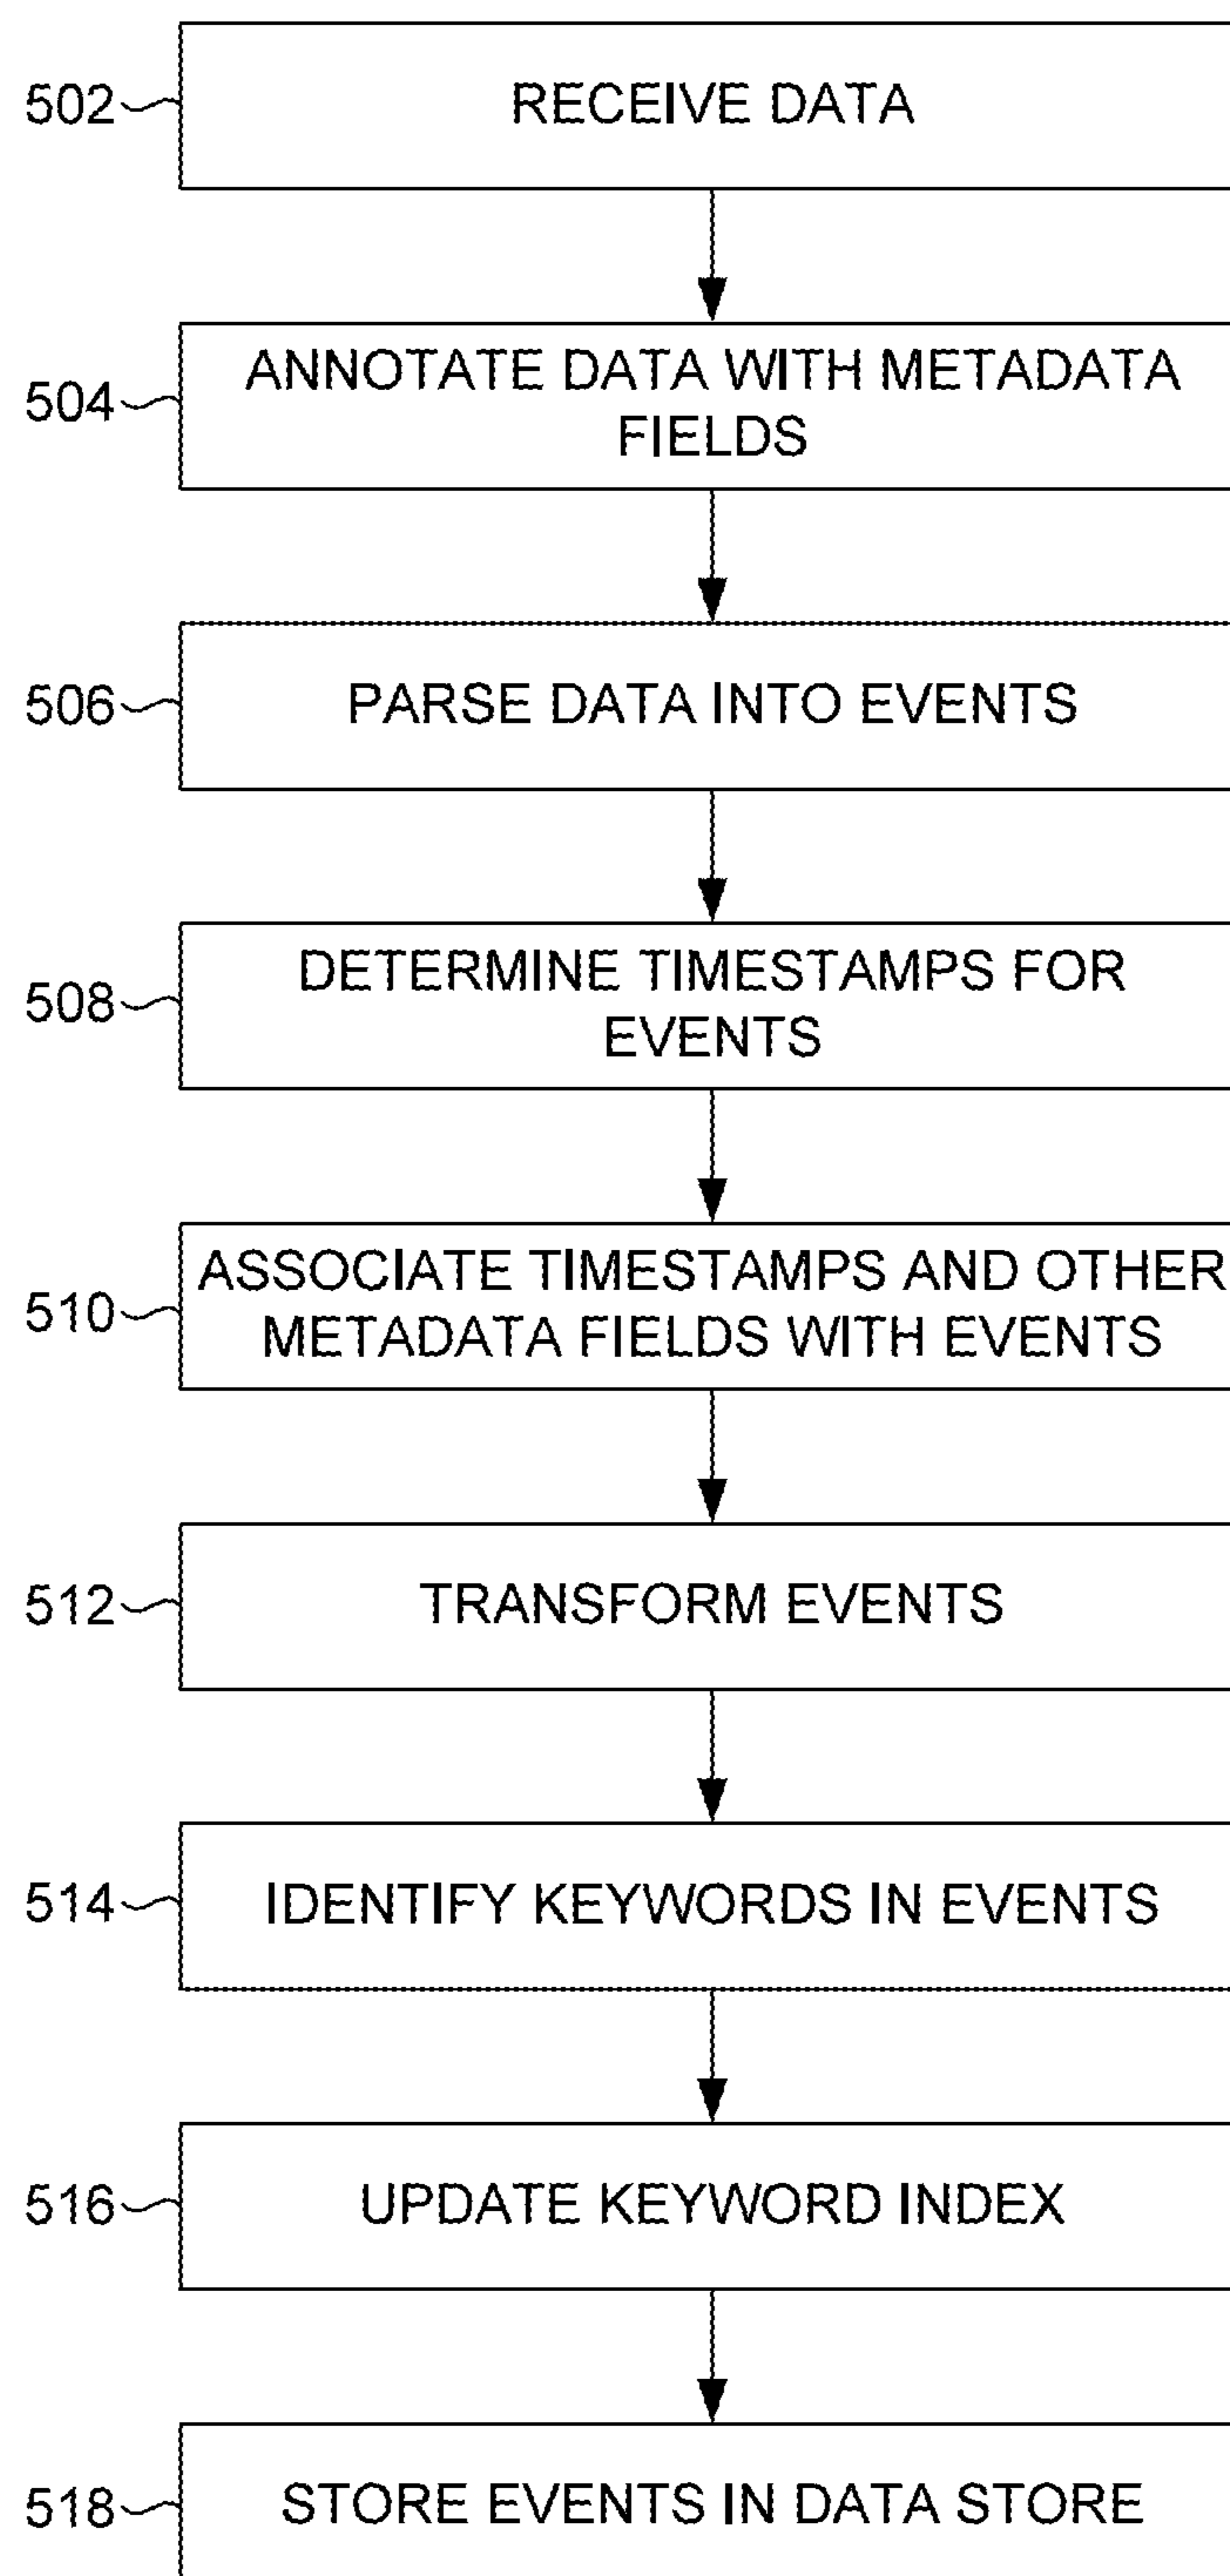 502 RECEIVE DATA
504 ANNOTATE DATA WITH METADATA
FIELDS
506 PARSE DATA INTO EVENTS
508 DETERMINE TIMESTAMPS FOR
EVENTS
510 ASSOCIATE TIMESTAMPS AND OTHER
METADATA FIELDS WITH EVENTS
512 TRANSFORM EVENTS
514 IDENTIFY KEYWORDS IN EVENTS
516 UPDATE KEYWORD INDEX
518 STORE EVENTS IN DATA STORE